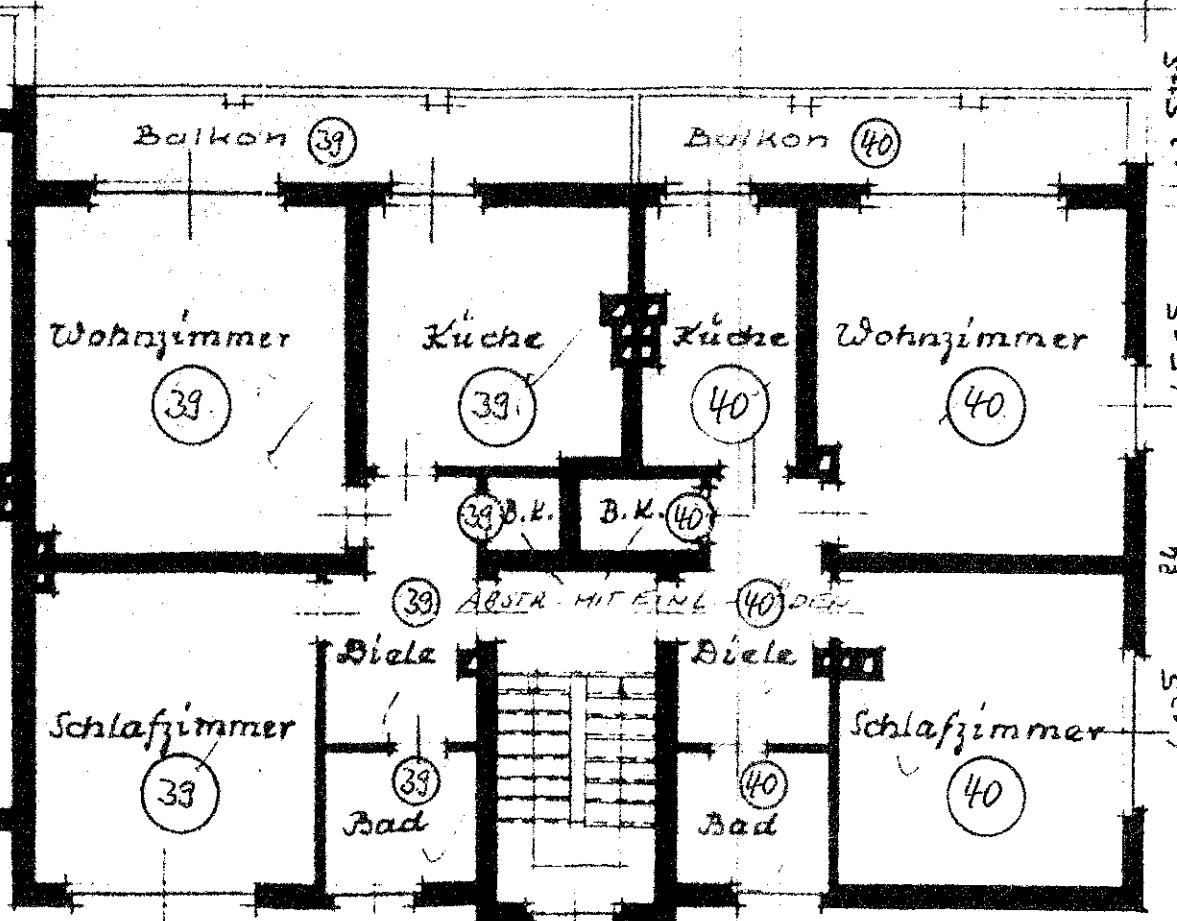 Balkon 39 Balkon 40
Wohnzimmer Küche Küche Wohnzimmer
39. 39. 40 40
39 B.K. B.K. 40
39 ABSTR. MIT EINL 40
Diele Diele
Schlafzimmer Schlafzimmer
39 39 40 40
Bad Bad